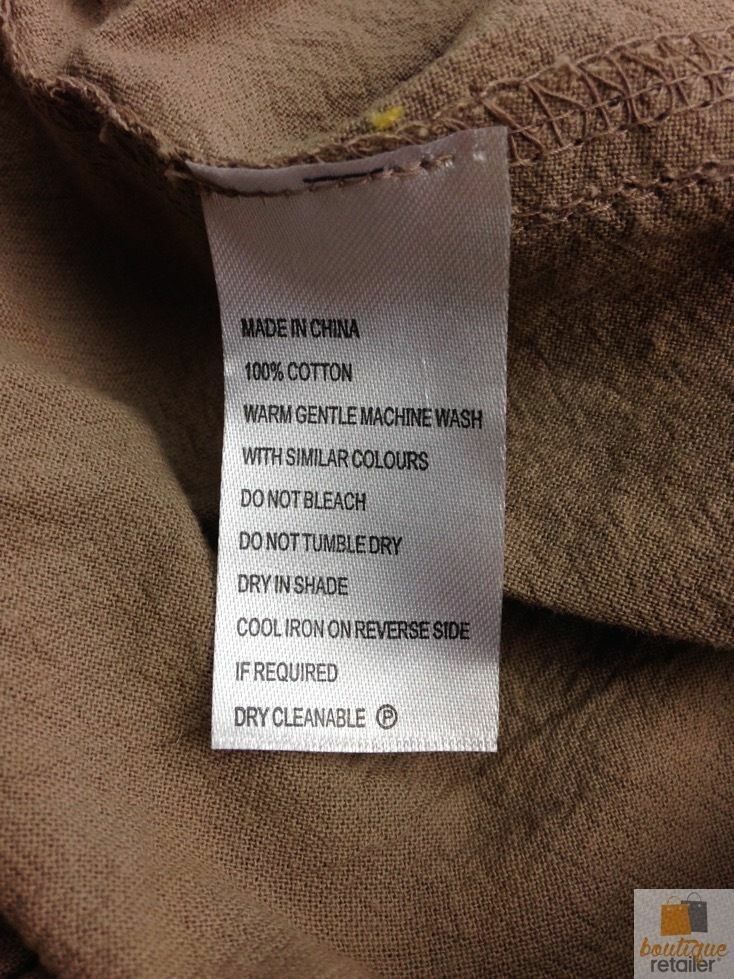 MADE IN CHINA
100% COTTON
WARM GENTLE MACHINE WASH
WITH SIMILAR COLOURS
DO NOT BLEACH
DO NOT TUMBLE DRY
DRY IN SHADE
COOL IRON ON REVERSE SIDE
IF REQUIRED
DRY CLEANABLE Ⓟ
boutique
retailer